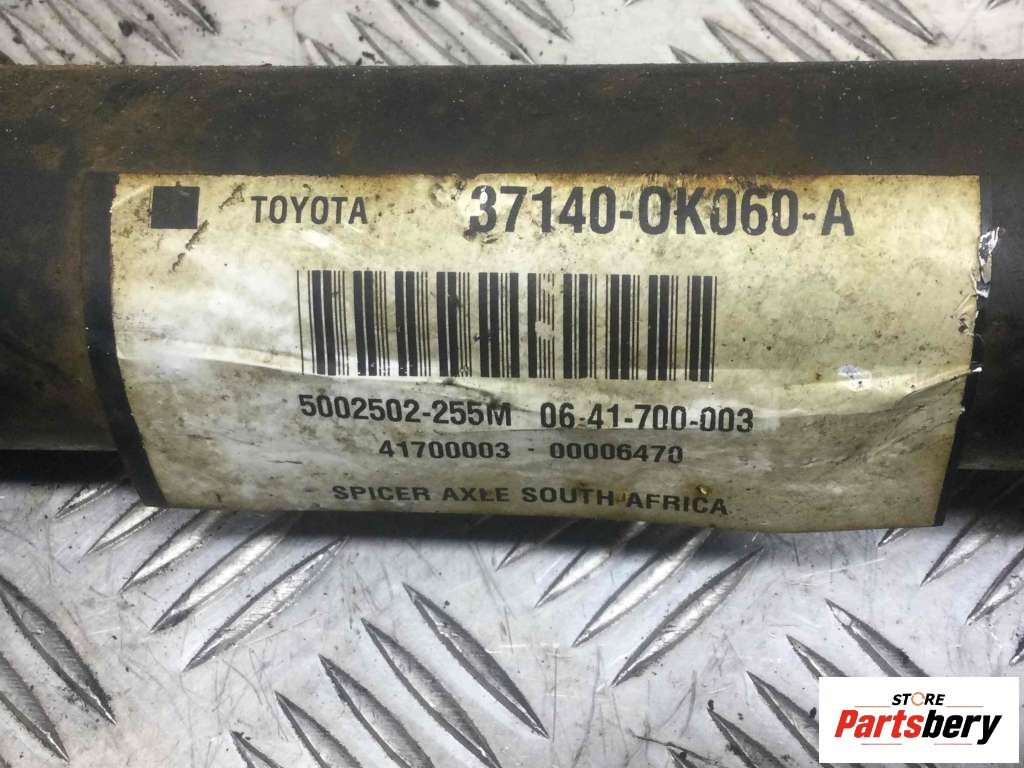 TOYOTA 37140-0K060-A
5002502-255M 06-41-700-003
41700003 - 00006470
SPICER AXLE SOUTH AFRICA
STORE
Partsbery